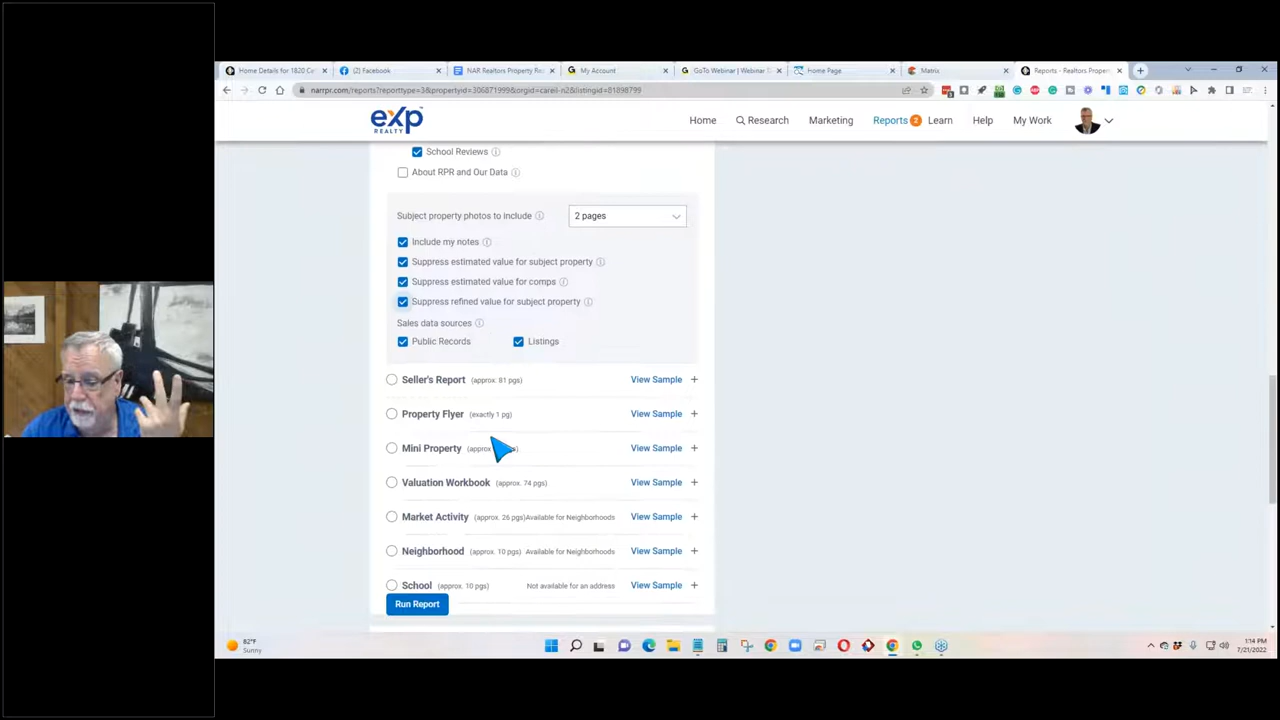 Home Details for 1820 Ce
(2) Facebook
NAR Realtors Property Re
My Account
GoTo Webinar | Webinar D
Home Page
Matrix
Reports - Realtors Proper
narrpr.com/reports?reporttype=3&propertyid=306871999&orgid=careil-n2&listingid=81898799
exp REALTY
Home
Research
Marketing
Reports 2
Learn
Help
My Work
School Reviews
About RPR and Our Data
Subject property photos to include
2 pages
Include my notes
Suppress estimated value for subject property
Suppress estimated value for comps
Suppress refined value for subject property
Sales data sources
Public Records
Listings
Seller's Report (approx. 81 pgs) View Sample +
Property Flyer (exactly 1 pg) View Sample +
Mini Property View Sample +
Valuation Workbook (approx. 74 pgs) View Sample +
Market Activity (approx. 26 pgs) Available for Neighborhoods View Sample +
Neighborhood (approx. 10 pgs) Available for Neighborhoods View Sample +
School (approx. 10 pgs) Not available for an address View Sample +
Run Report
82°F
Sunny
1:14 PM
7/21/2022